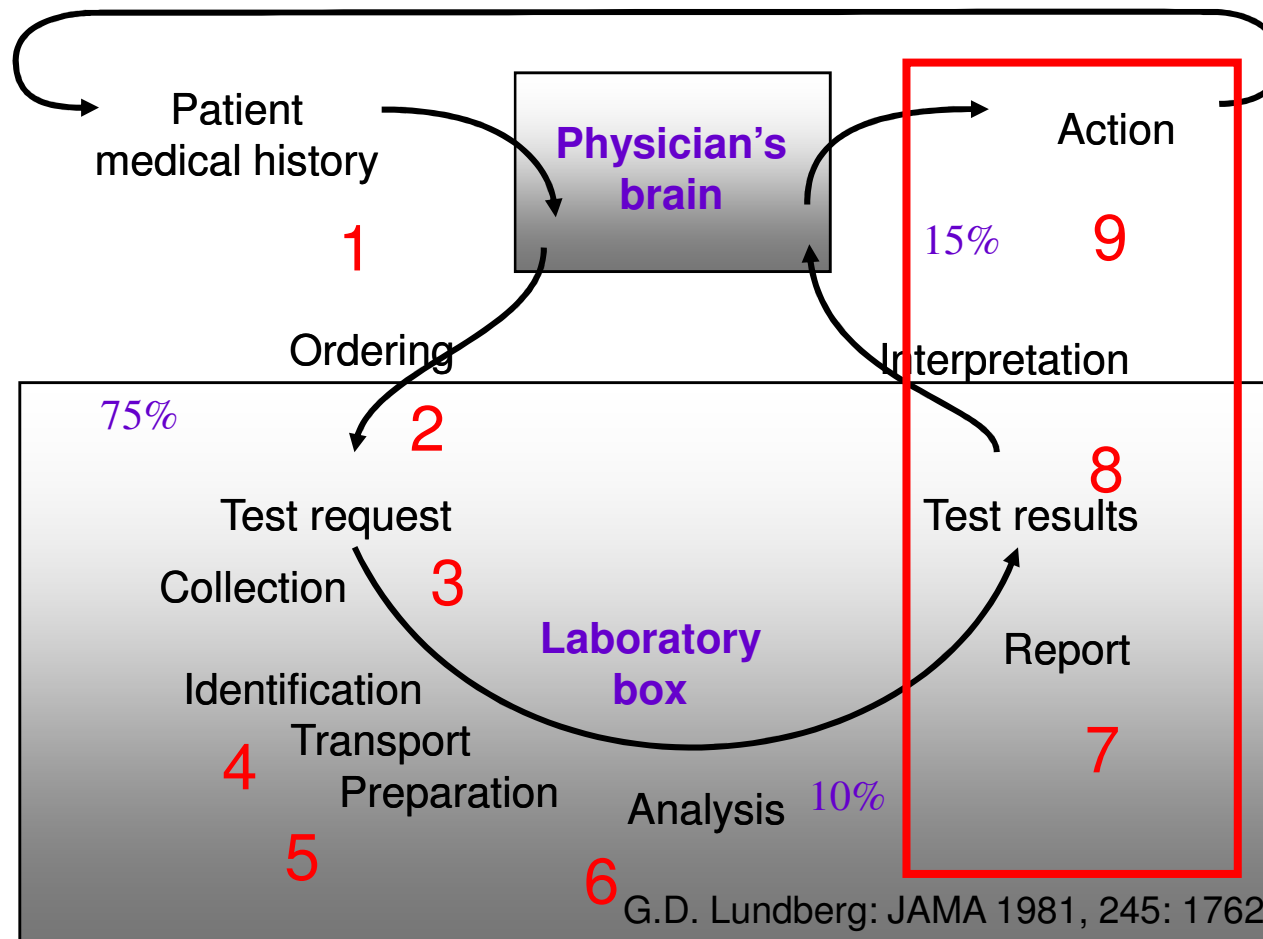 Patient
medical history
1
Physician's
brain
Action
15%
9
Ordering
Interpretation
75%
2
8
Test request
Test results
Collection
3
Laboratory
box
Report
Identification
Transport
4
7
Preparation
Analysis
10%
5
6
G.D. Lundberg: JAMA 1981, 245: 1762